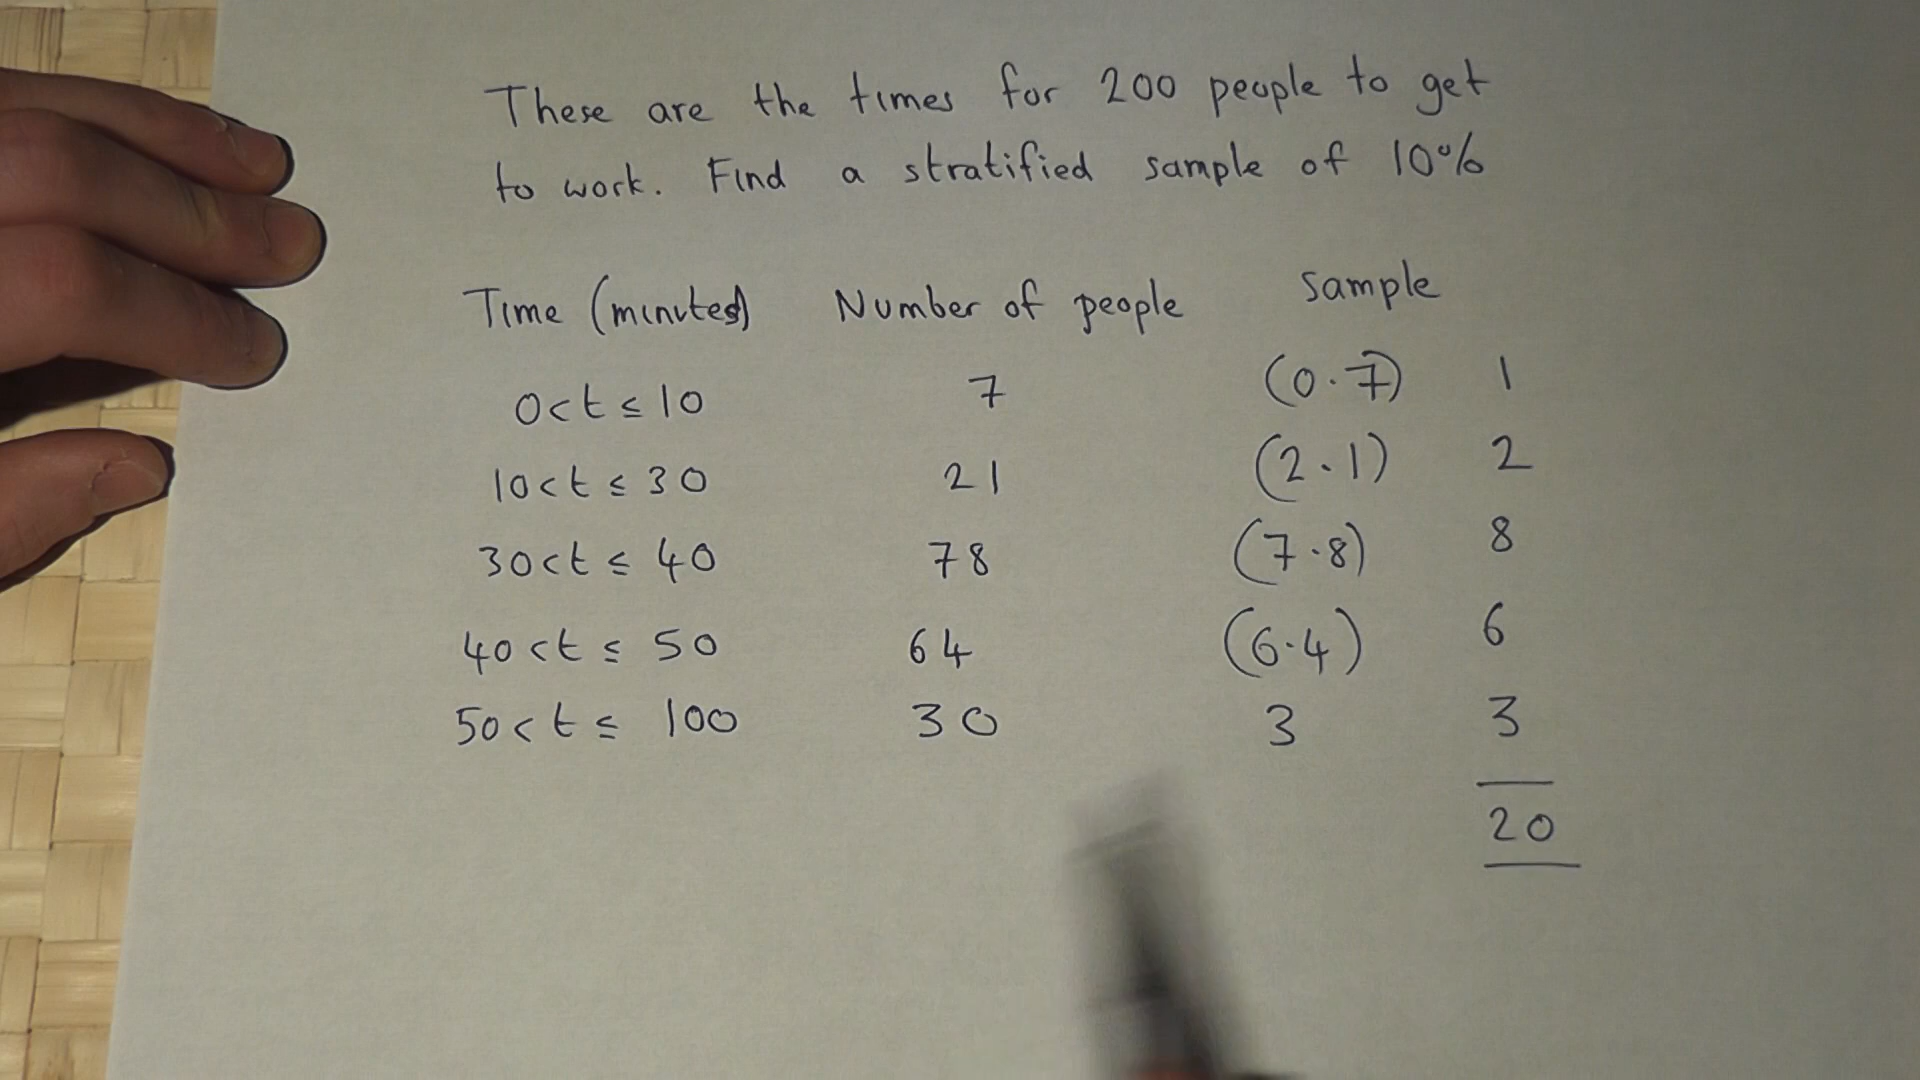 These are the times for 200 people to get
to work. Find a stratified sample of 10%
Time (minutes) Number of people sample
0<t≤10 7 (0.7) 1
10<t≤30 21 (2.1) 2
30<t≤40 78 (7.8) 8
40<t≤50 64 (6.4) 6
50<t≤100 30 3 3
20